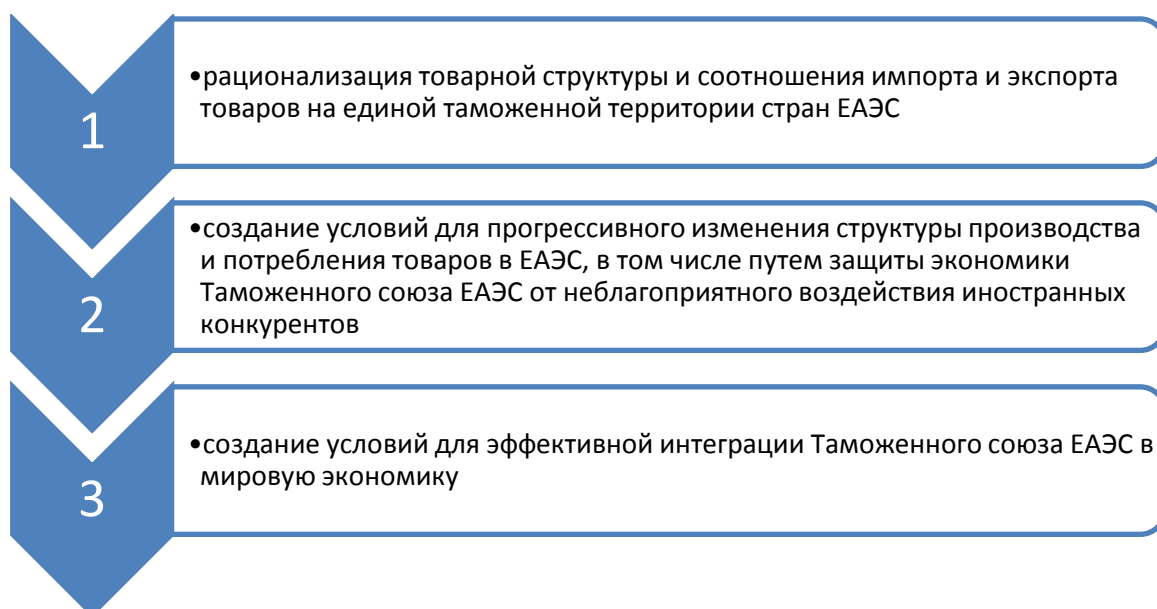 1
•рационализация товарной структуры и соотношения импорта и экспорта
товаров на единой таможенной территории стран ЕАЭС
2
•создание условий для прогрессивного изменения структуры производства
и потребления товаров в ЕАЭС, в том числе путем защиты экономики
Таможенного союза ЕАЭС от неблагоприятного воздействия иностранных
конкурентов
3
•создание условий для эффективной интеграции Таможенного союза ЕАЭС в
мировую экономику